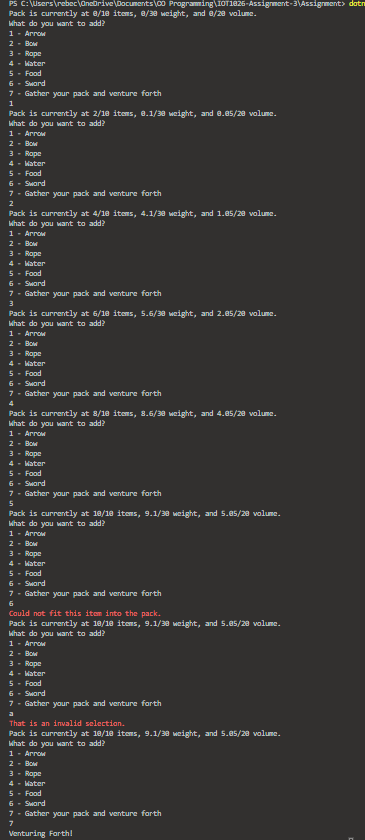 PS C:\Users\rebec\OneDrive\Documents\CO Programming\IOT1026-Assignment-3\Assignment> dotn
Pack is currently at 0/10 items, 0/30 weight, and 0/20 volume.
What do you want to add?
1 - Arrow
2 - Bow
3 - Rope
4 - Water
5 - Food
6 - Sword
7 - Gather your pack and venture forth
1
Pack is currently at 2/10 items, 0.1/30 weight, and 0.05/20 volume.
What do you want to add?
1 - Arrow
2 - Bow
3 - Rope
4 - Water
5 - Food
6 - Sword
7 - Gather your pack and venture forth
2
Pack is currently at 4/10 items, 4.1/30 weight, and 1.05/20 volume.
What do you want to add?
1 - Arrow
2 - Bow
3 - Rope
4 - Water
5 - Food
6 - Sword
7 - Gather your pack and venture forth
3
Pack is currently at 6/10 items, 5.6/30 weight, and 2.05/20 volume.
What do you want to add?
1 - Arrow
2 - Bow
3 - Rope
4 - Water
5 - Food
6 - Sword
7 - Gather your pack and venture forth
4
Pack is currently at 8/10 items, 8.6/30 weight, and 4.05/20 volume.
What do you want to add?
1 - Arrow
2 - Bow
3 - Rope
4 - Water
5 - Food
6 - Sword
7 - Gather your pack and venture forth
5
Pack is currently at 10/10 items, 9.1/30 weight, and 5.05/20 volume.
What do you want to add?
1 - Arrow
2 - Bow
3 - Rope
4 - Water
5 - Food
6 - Sword
7 - Gather your pack and venture forth
6
Could not fit this item into the pack.
Pack is currently at 10/10 items, 9.1/30 weight, and 5.05/20 volume.
What do you want to add?
1 - Arrow
2 - Bow
3 - Rope
4 - Water
5 - Food
6 - Sword
7 - Gather your pack and venture forth
a
That is an invalid selection.
Pack is currently at 10/10 items, 9.1/30 weight, and 5.05/20 volume.
What do you want to add?
1 - Arrow
2 - Bow
3 - Rope
4 - Water
5 - Food
6 - Sword
7 - Gather your pack and venture forth
7
Venturing Forth!